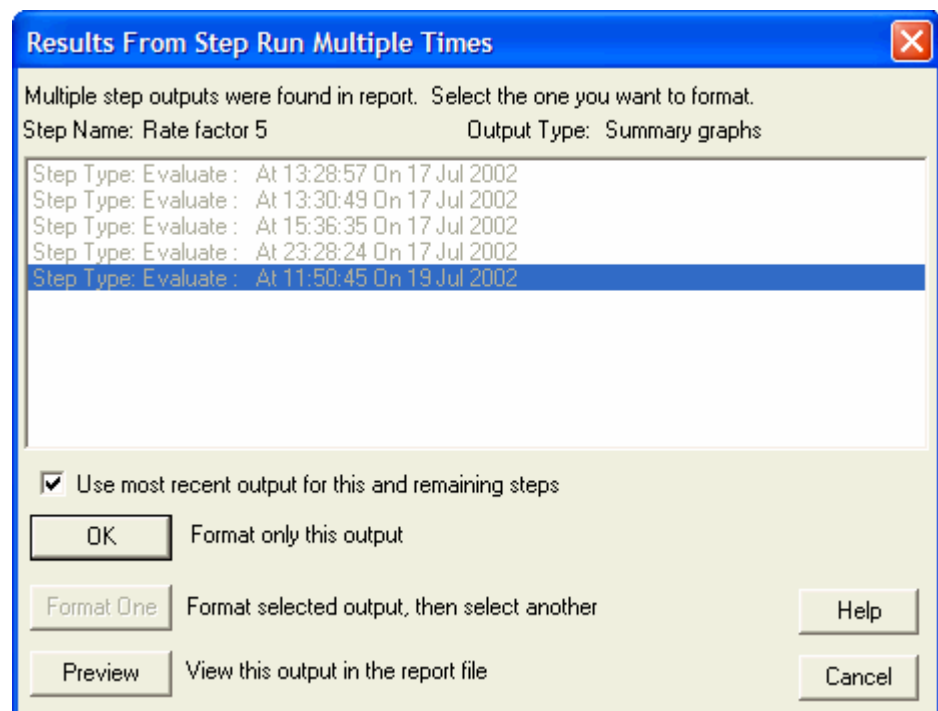 Results From Step Run Multiple Times
Multiple step outputs were found in report. Select the one you want to format.
Step Name: Rate factor 5 Output Type: Summary graphs
Step Type: Evaluate : At 13:28:57 On 17 Jul 2002
Step Type: Evaluate : At 13:30:49 On 17 Jul 2002
Step Type: Evaluate : At 15:36:35 On 17 Jul 2002
Step Type: Evaluate : At 23:28:24 On 17 Jul 2002
Step Type: Evaluate : At 11:50:45 On 19 Jul 2002
Use most recent output for this and remaining steps
OK Format only this output
Format One Format selected output, then select another Help
Preview View this output in the report file Cancel